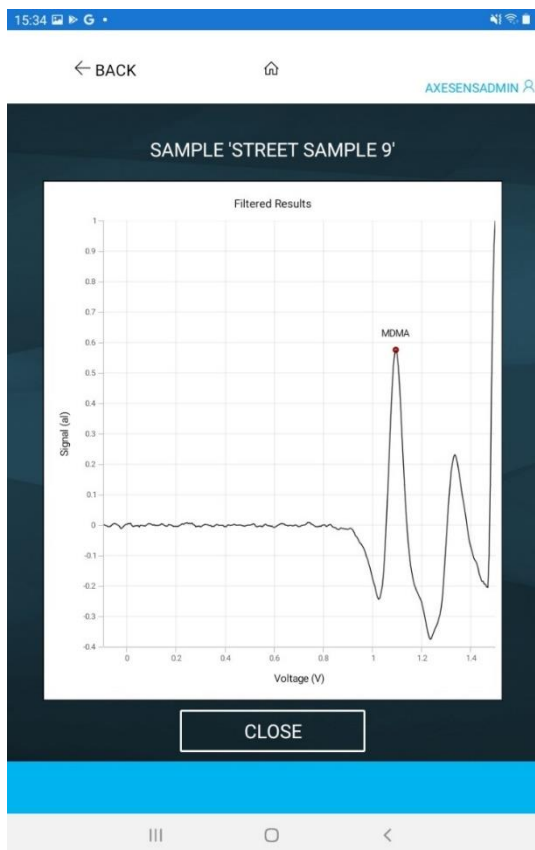 15:34 G •
BACK
AXESENSADMIN
SAMPLE 'STREET SAMPLE 9'
Filtered Results
1
0.9
0.8
0.7
MDMA
0.6
0.5
0.4
0.3
0.2
0.1
0
-0.1
-0.2
-0.3
-0.4
Signal (al)
0 0.2 0.4 0.6 0.8 1 1.2 1.4
Voltage (V)
CLOSE